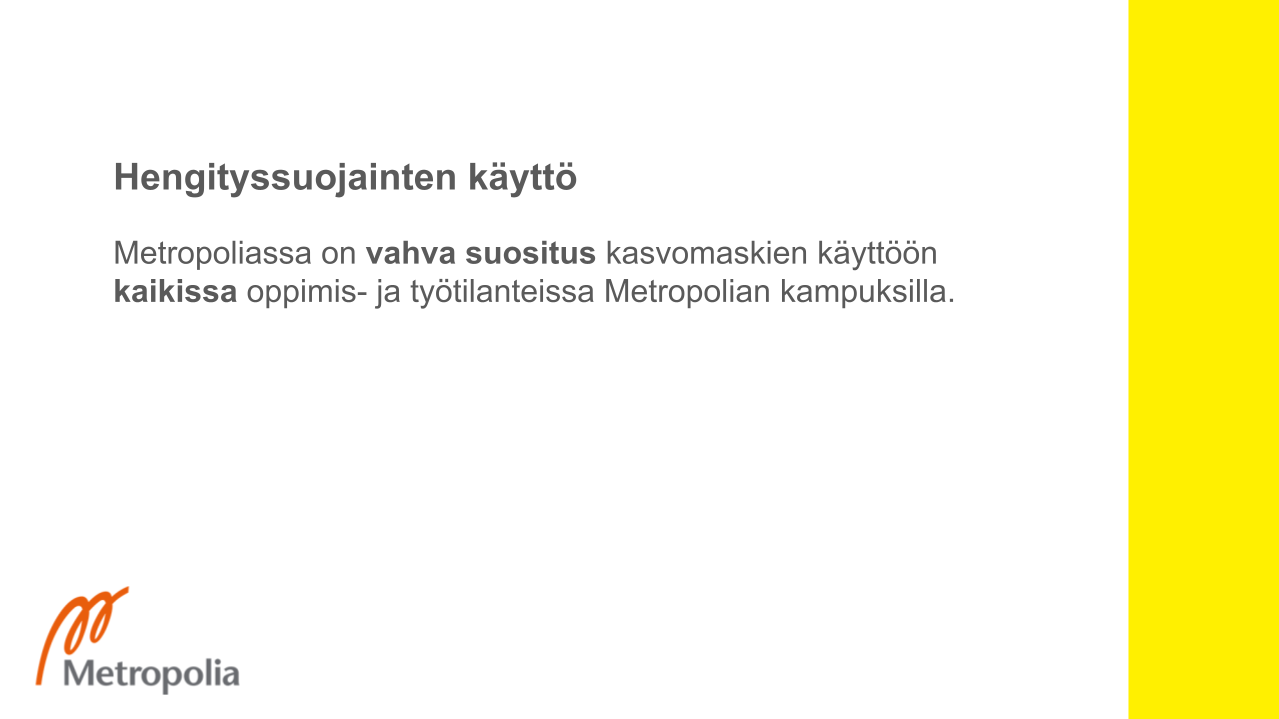 Hengityssuojainten käyttö
Metropoliassa on vahva suositus kasvomaskien käyttöön
kaikissa oppimis- ja työtilanteissa Metropolian kampuksilla.
Metropolia